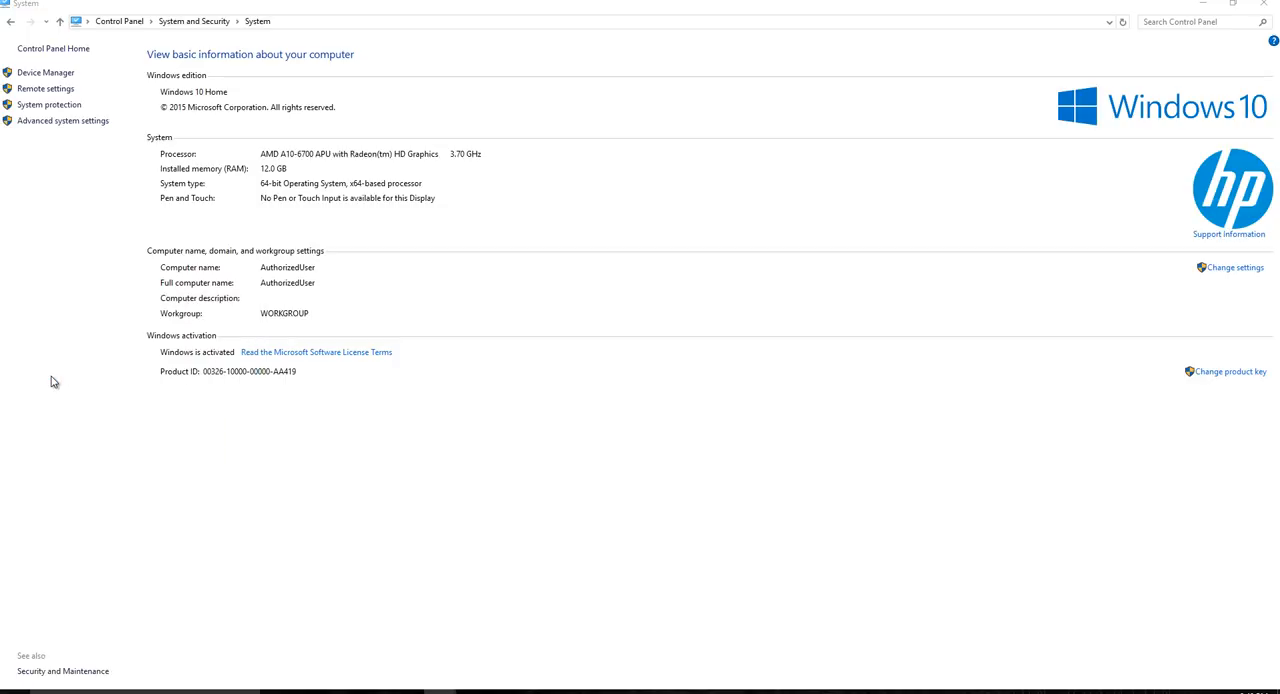 System
Control Panel > System and Security > System
Search Control Panel
Control Panel Home
Device Manager
Remote settings
System protection
Advanced system settings
View basic information about your computer
Windows edition
Windows 10 Home
© 2015 Microsoft Corporation. All rights reserved.
Windows 10
System
Processor: AMD A10-6700 APU with Radeon(tm) HD Graphics 3.70 GHz
Installed memory (RAM): 12.0 GB
System type: 64-bit Operating System, x64-based processor
Pen and Touch: No Pen or Touch Input is available for this Display
hp
Support Information
Computer name, domain, and workgroup settings
Computer name: AuthorizedUser
Change settings
Full computer name: AuthorizedUser
Computer description:
Workgroup: WORKGROUP
Windows activation
Windows is activated Read the Microsoft Software License Terms
Product ID: 00326-10000-00000-AA419
Change product key
See also
Security and Maintenance